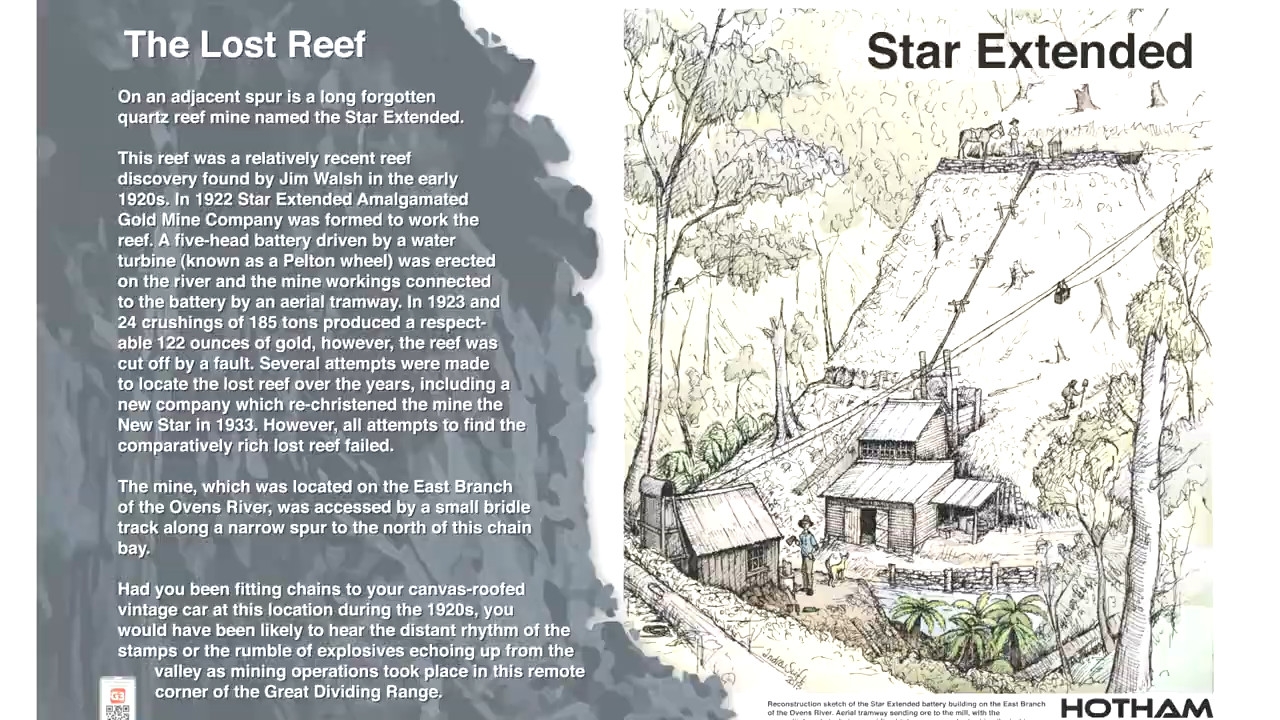 The Lost Reef
On an adjacent spur is a long forgotten
quartz reef mine named the Star Extended.
This reef was a relatively recent reef
discovery found by Jim Walsh in the early
1920s. In 1922 Star Extended Amalgamated
Gold Mine Company was formed to work the
reef. A five-head battery driven by a water
turbine (known as a Pelton wheel) was erected
on the river and the mine workings connected
to the battery by an aerial tramway. In 1923 and
24 crushings of 185 tons produced a respect-
able 122 ounces of gold, however, the reef was
cut off by a fault. Several attempts were made
to locate the lost reef over the years, including a
new company which re-christened the mine the
New Star in 1933. However, all attempts to find the
comparatively rich lost reef failed.
The mine, which was located on the East Branch
of the Ovens River, was accessed by a small bridle
track along a narrow spur to the north of this chain
bay.
Had you been fitting chains to your canvas-roofed
vintage car at this location during the 1920s, you
would have been likely to hear the distant rhythm of the
stamps or the rumble of explosives echoing up from the
valley as mining operations took place in this remote
corner of the Great Dividing Range.
Star Extended
Reconstruction sketch of the Star Extended battery building on the East Branch
of the Ovens River. Aerial tramway sending ore to the mill, with the
HOTHAM